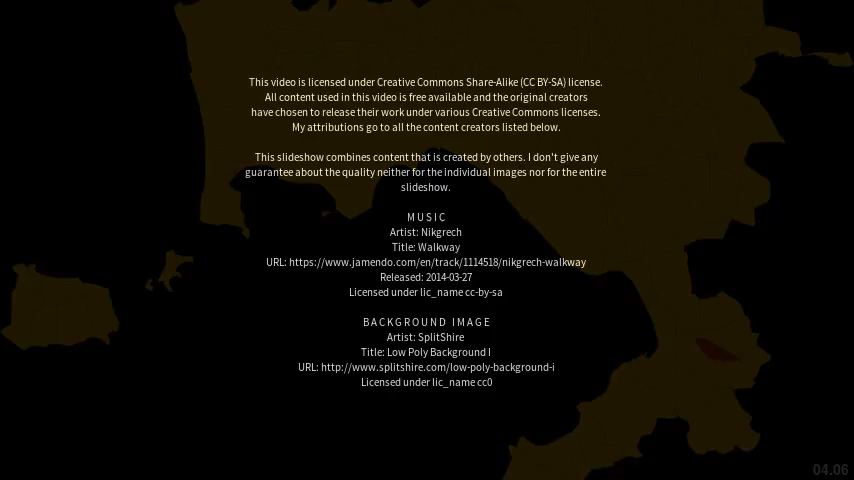 This video is licensed under Creative Commons Share-Alike (CC BY-SA) license.
All content used in this video is free available and the original creators
have chosen to release their work under various Creative Commons licenses.
My attributions go to all the content creators listed below.
This slideshow combines content that is created by others. I don't give any
guarantee about the quality neither for the individual images nor for the entire
slideshow.
MUSIC
Artist: Nikgrech
Title: Walkway
URL: https://www.jamendo.com/en/track/1114518/nikgrech-walkway
Released: 2014-03-27
Licensed under lic_name cc-by-sa
BACKGROUND IMAGE
Artist: SplitShire
Title: Low Poly Background I
URL: http://www.splitshire.com/low-poly-background-i
Licensed under lic_name cc0
04.06